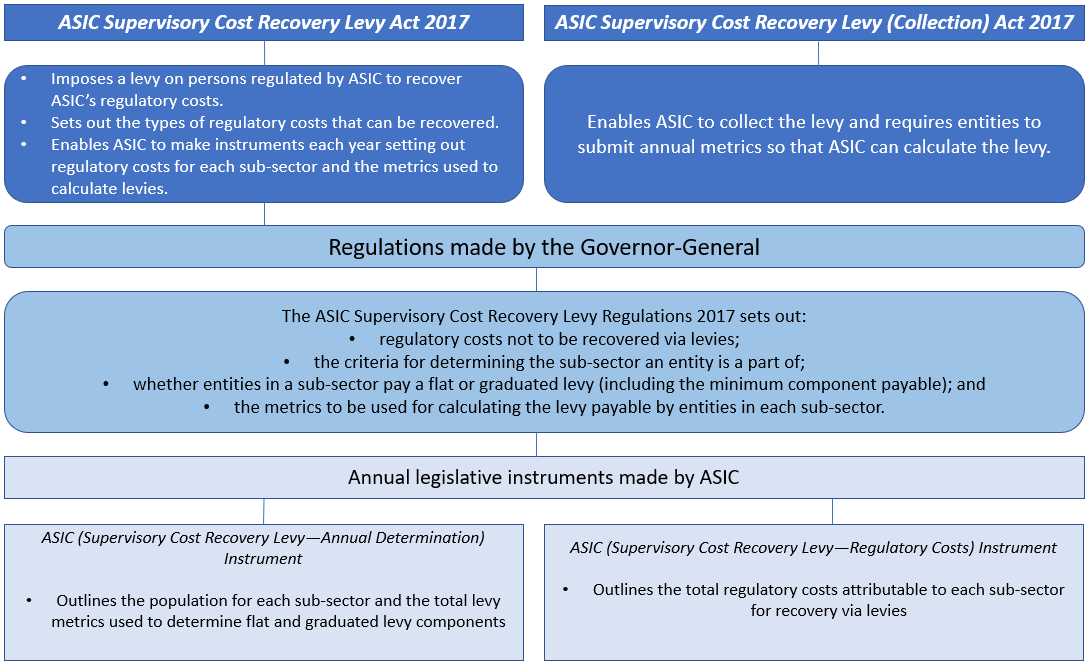 ASIC Supervisory Cost Recovery Levy Act 2017
ASIC Supervisory Cost Recovery Levy (Collection) Act 2017
• Imposes a levy on persons regulated by ASIC to recover
ASIC's regulatory costs.
• Sets out the types of regulatory costs that can be recovered.
• Enables ASIC to make instruments each year setting out
regulatory costs for each sub-sector and the metrics used to
calculate levies.
Enables ASIC to collect the levy and requires entities to
submit annual metrics so that ASIC can calculate the levy.
Regulations made by the Governor-General
The ASIC Supervisory Cost Recovery Levy Regulations 2017 sets out:
• regulatory costs not to be recovered via levies;
• the criteria for determining the sub-sector an entity is a part of;
• whether entities in a sub-sector pay a flat or graduated levy (including the minimum component payable); and
• the metrics to be used for calculating the levy payable by entities in each sub-sector.
Annual legislative instruments made by ASIC
ASIC (Supervisory Cost Recovery Levy—Annual Determination)
Instrument
• Outlines the population for each sub-sector and the total levy
metrics used to determine flat and graduated levy components
ASIC (Supervisory Cost Recovery Levy—Regulatory Costs) Instrument
• Outlines the total regulatory costs attributable to each sub-sector
for recovery via levies